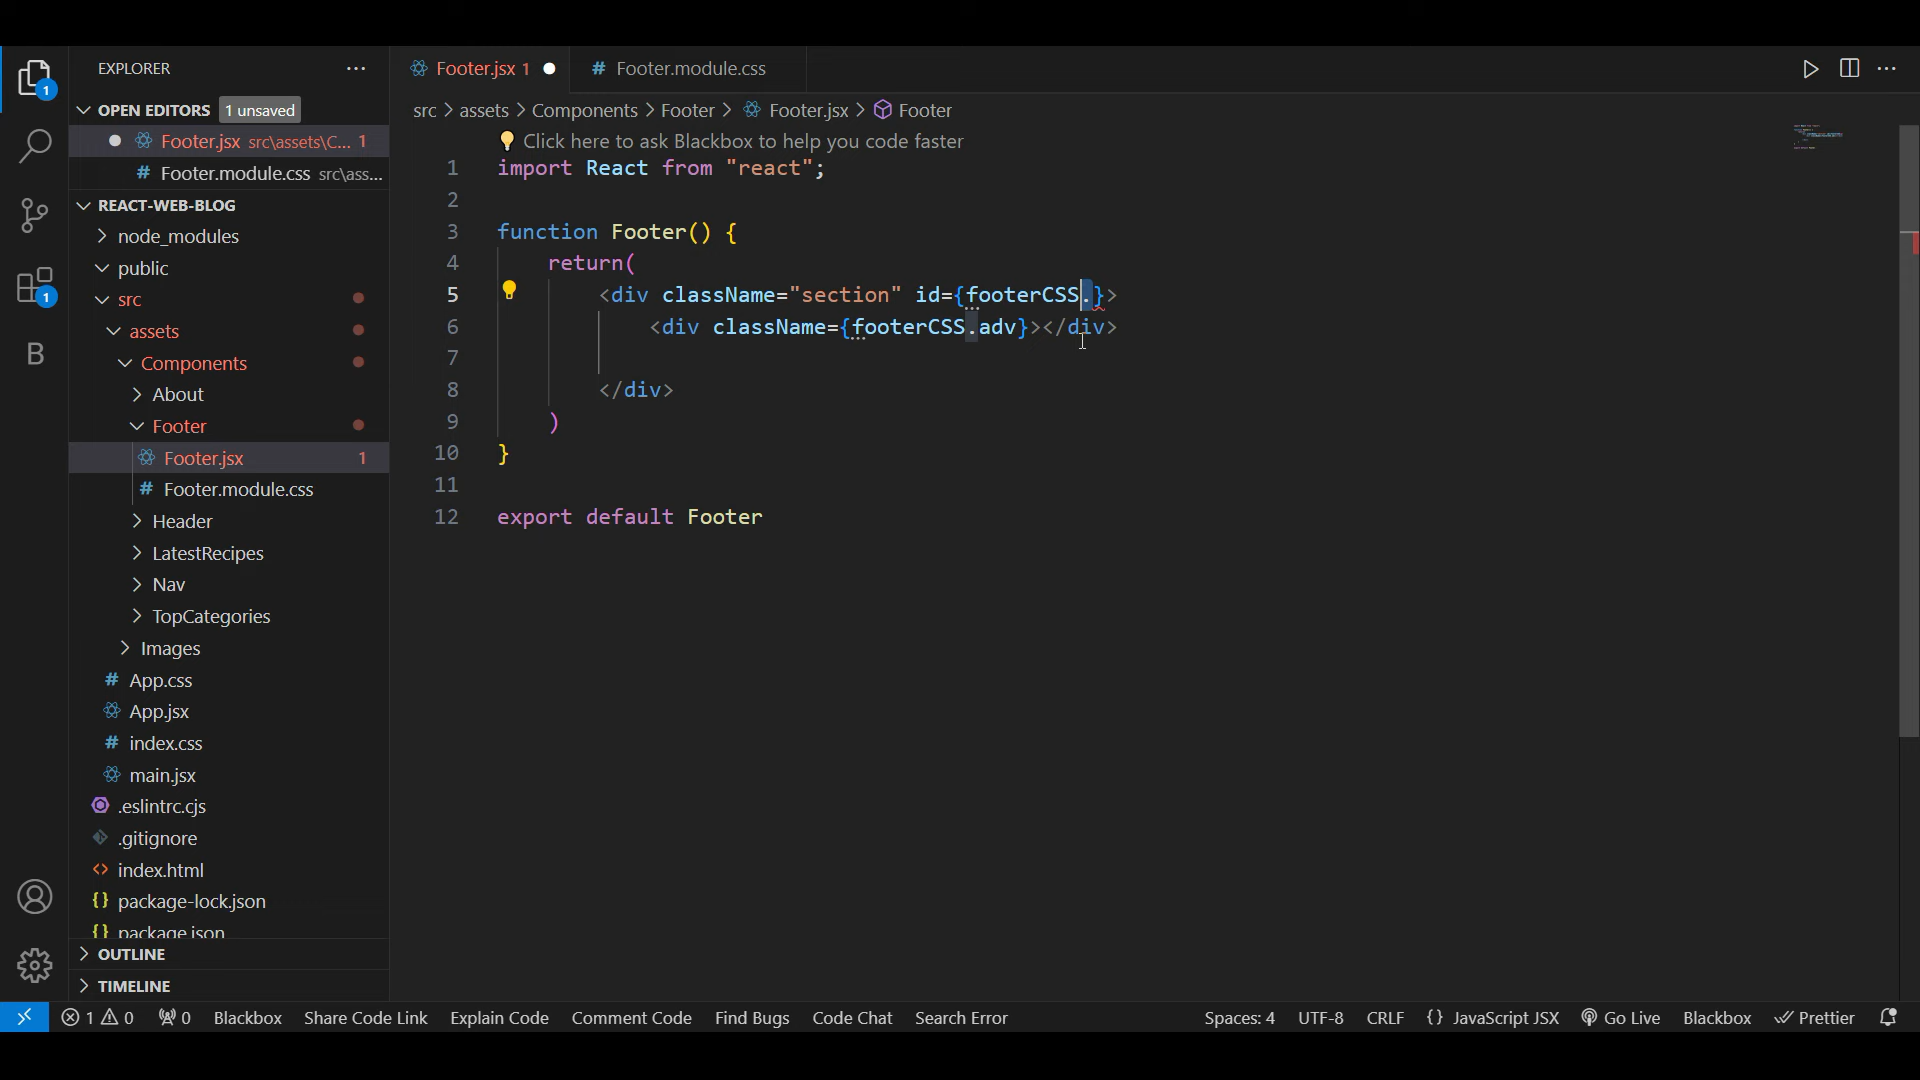 EXPLORER
OPEN EDITORS 1 unsaved
Footer.jsx src\assets\C... 1
Footer.module.css src\ass...
REACT-WEB-BLOG
node_modules
public
src
assets
Components
About
Footer
Footer.jsx 1
Footer.module.css
Header
LatestRecipes
Nav
TopCategories
Images
App.css
App.jsx
index.css
main.jsx
.eslintrc.cjs
.gitignore
index.html
package-lock.json
package.json
OUTLINE
TIMELINE
1
1
B
Footer.jsx 1
Footer.module.css
src > assets > Components > Footer > Footer.jsx > Footer
Click here to ask Blackbox to help you code faster
1 import React from "react";
2
3 function Footer() {
4 return(
5 <div className="section" id={footerCSS.}>
6 <div className={footerCSS.adv}></div>
7
8 </div>
9 )
10 }
11
12 export default Footer
1 0 0 Blackbox Share Code Link Explain Code Comment Code Find Bugs Code Chat Search Error Spaces: 4 UTF-8 CRLF {} JavaScript JSX Go Live Blackbox Prettier